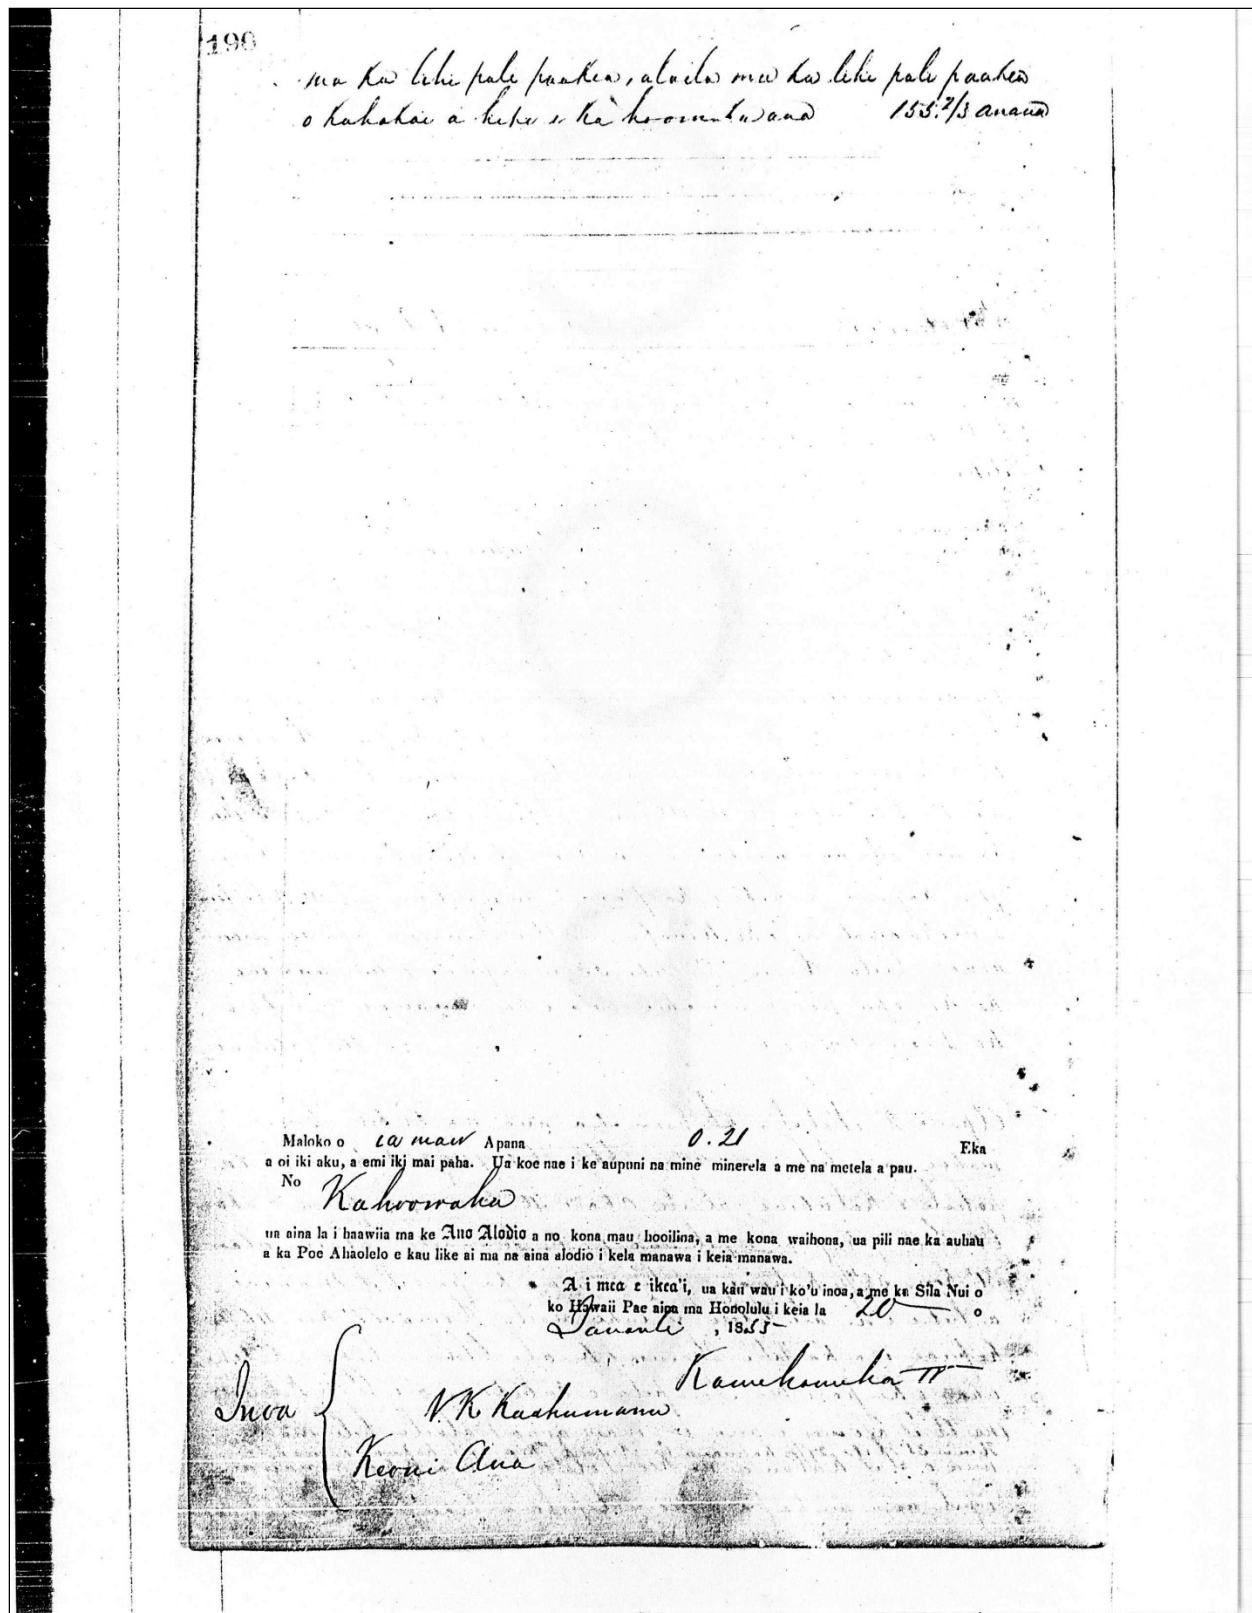 190
ma ka lihi pali paakea, alaila ma ka lihi pali paakea
o kahakai a hiki i ka hoomakaana 155.2/3 anana
Maloko o ia mau Apana 0.21 Eka
a oi iki aku, a emi iki mai paha. Ua koe nae i ke aupuni na mine minerela a me na metela a pau.
No Kahoowaha
ua aina la i haawiia ma ke Ano Alodio a no kona mau hooilina, a me kona waihona, ua pili nae ka auhau
a ka Poe Ahaolelo e kau like ai ma na aina alodio i kela manawa i keia manawa.
A i mea e ikea'i, ua kau wau i ko'u inoa, a me ka Sila Nui o
ko Hawaii Pae aina ma Honolulu i keia la 20 o
, 1855
Inoa
Kamehameha IV
V. K Kaahumanu
Keoni Ana